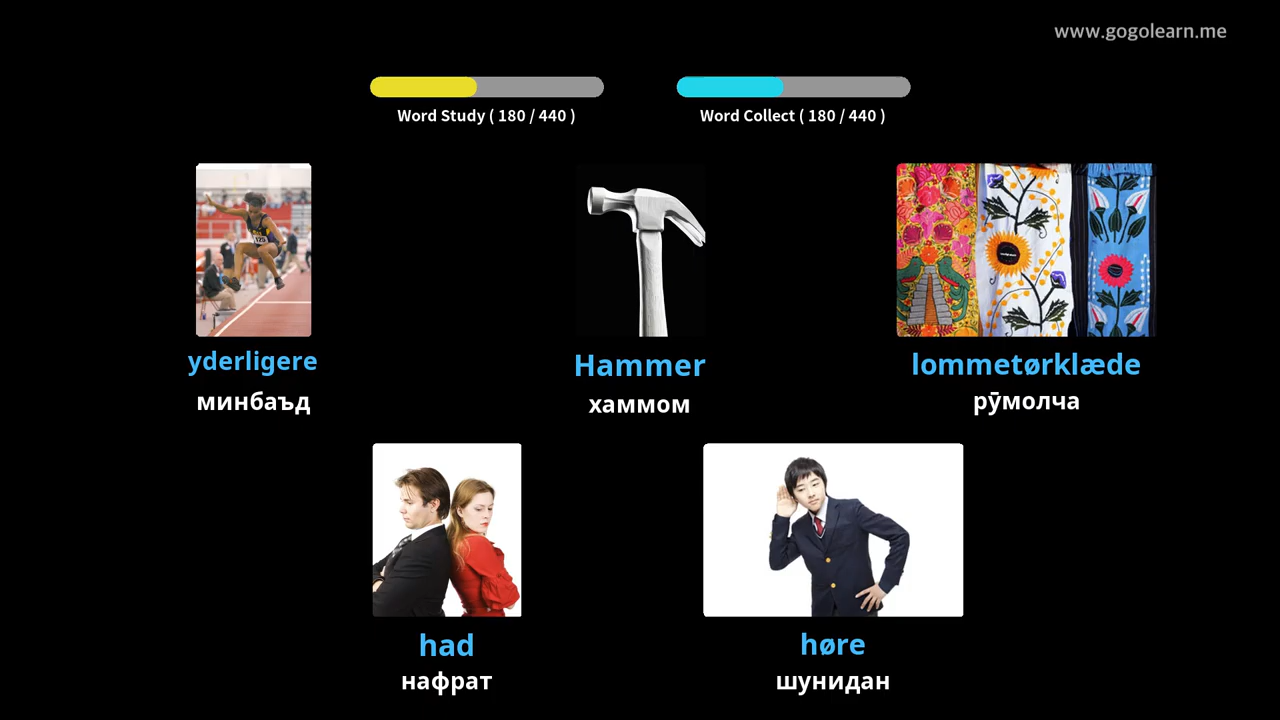 www.gogolearn.me
Word Study ( 180 / 440 )
Word Collect ( 180 / 440 )
yderligere
минбаъд
Hammer
хаммом
lommetørklæde
рӯмолча
had
нафрат
høre
шунидан